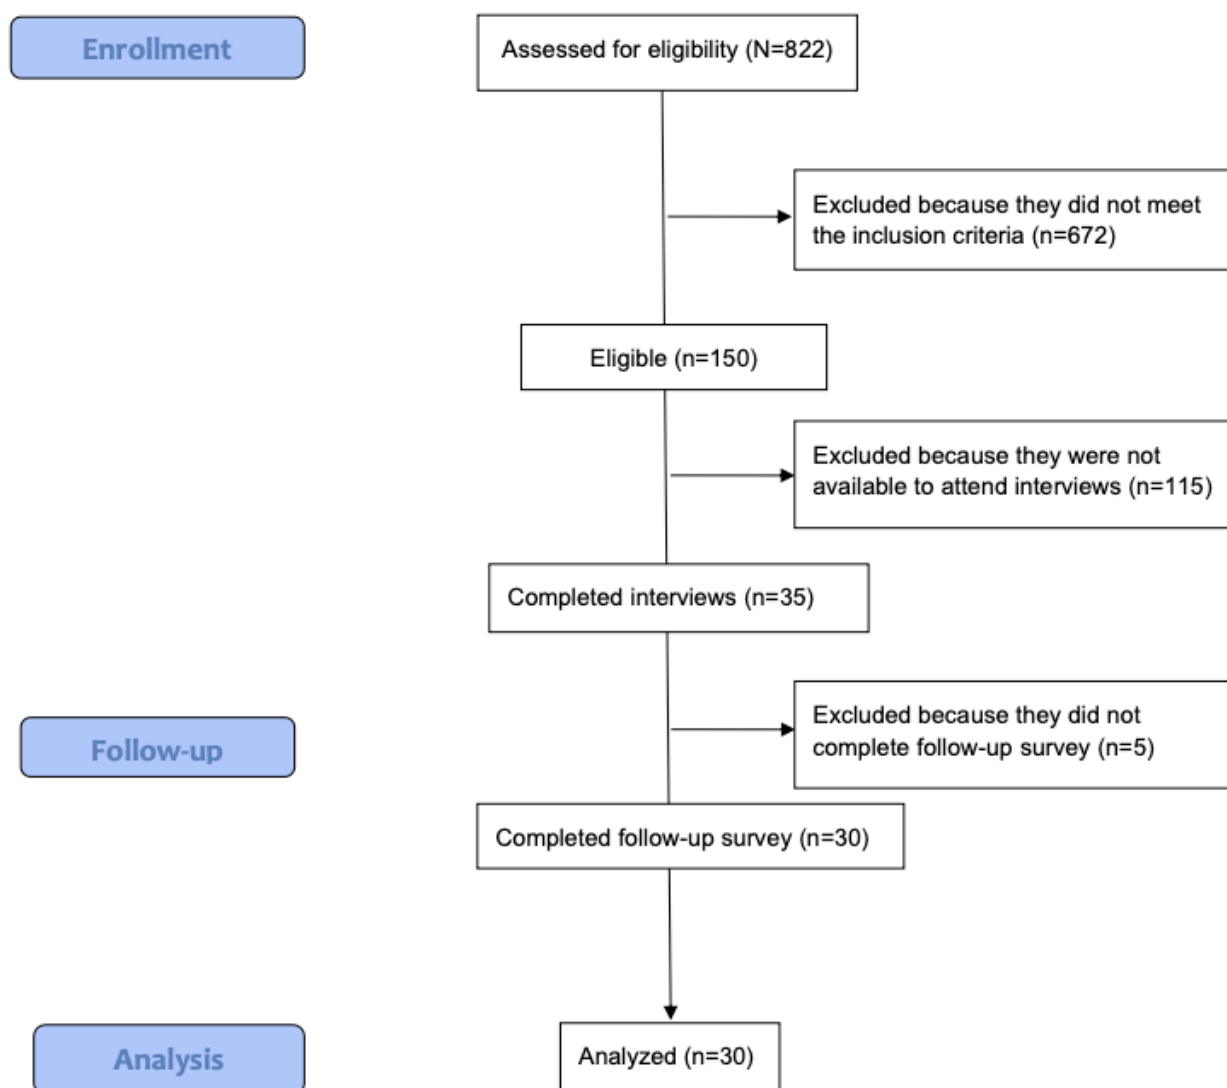 Enrollment
Assessed for eligibility (N=822)
Excluded because they did not meet
the inclusion criteria (n=672)
Eligible (n=150)
Excluded because they were not
available to attend interviews (n=115)
Completed interviews (n=35)
Excluded because they did not
complete follow-up survey (n=5)
Follow-up
Completed follow-up survey (n=30)
Analysis
Analyzed (n=30)